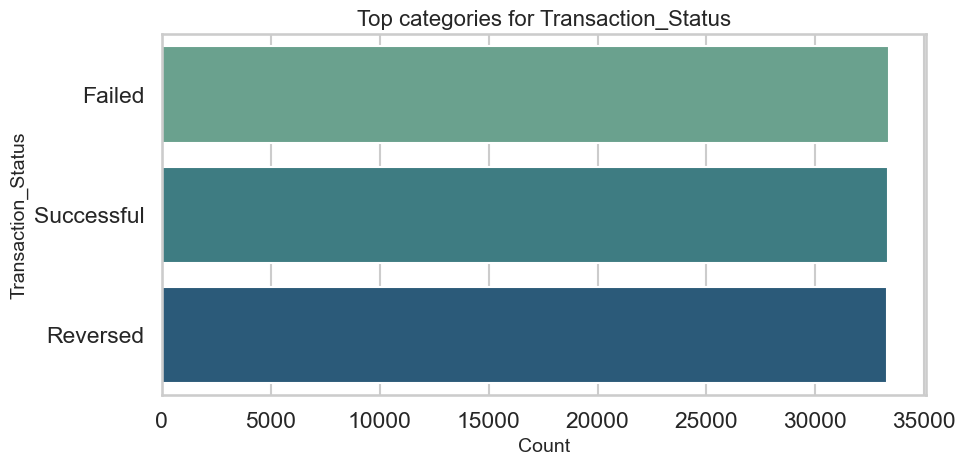 Top categories for Transaction_Status
Transaction_Status
Failed
Successful
Reversed
0 5000 10000 15000 20000 25000 30000 35000
Count